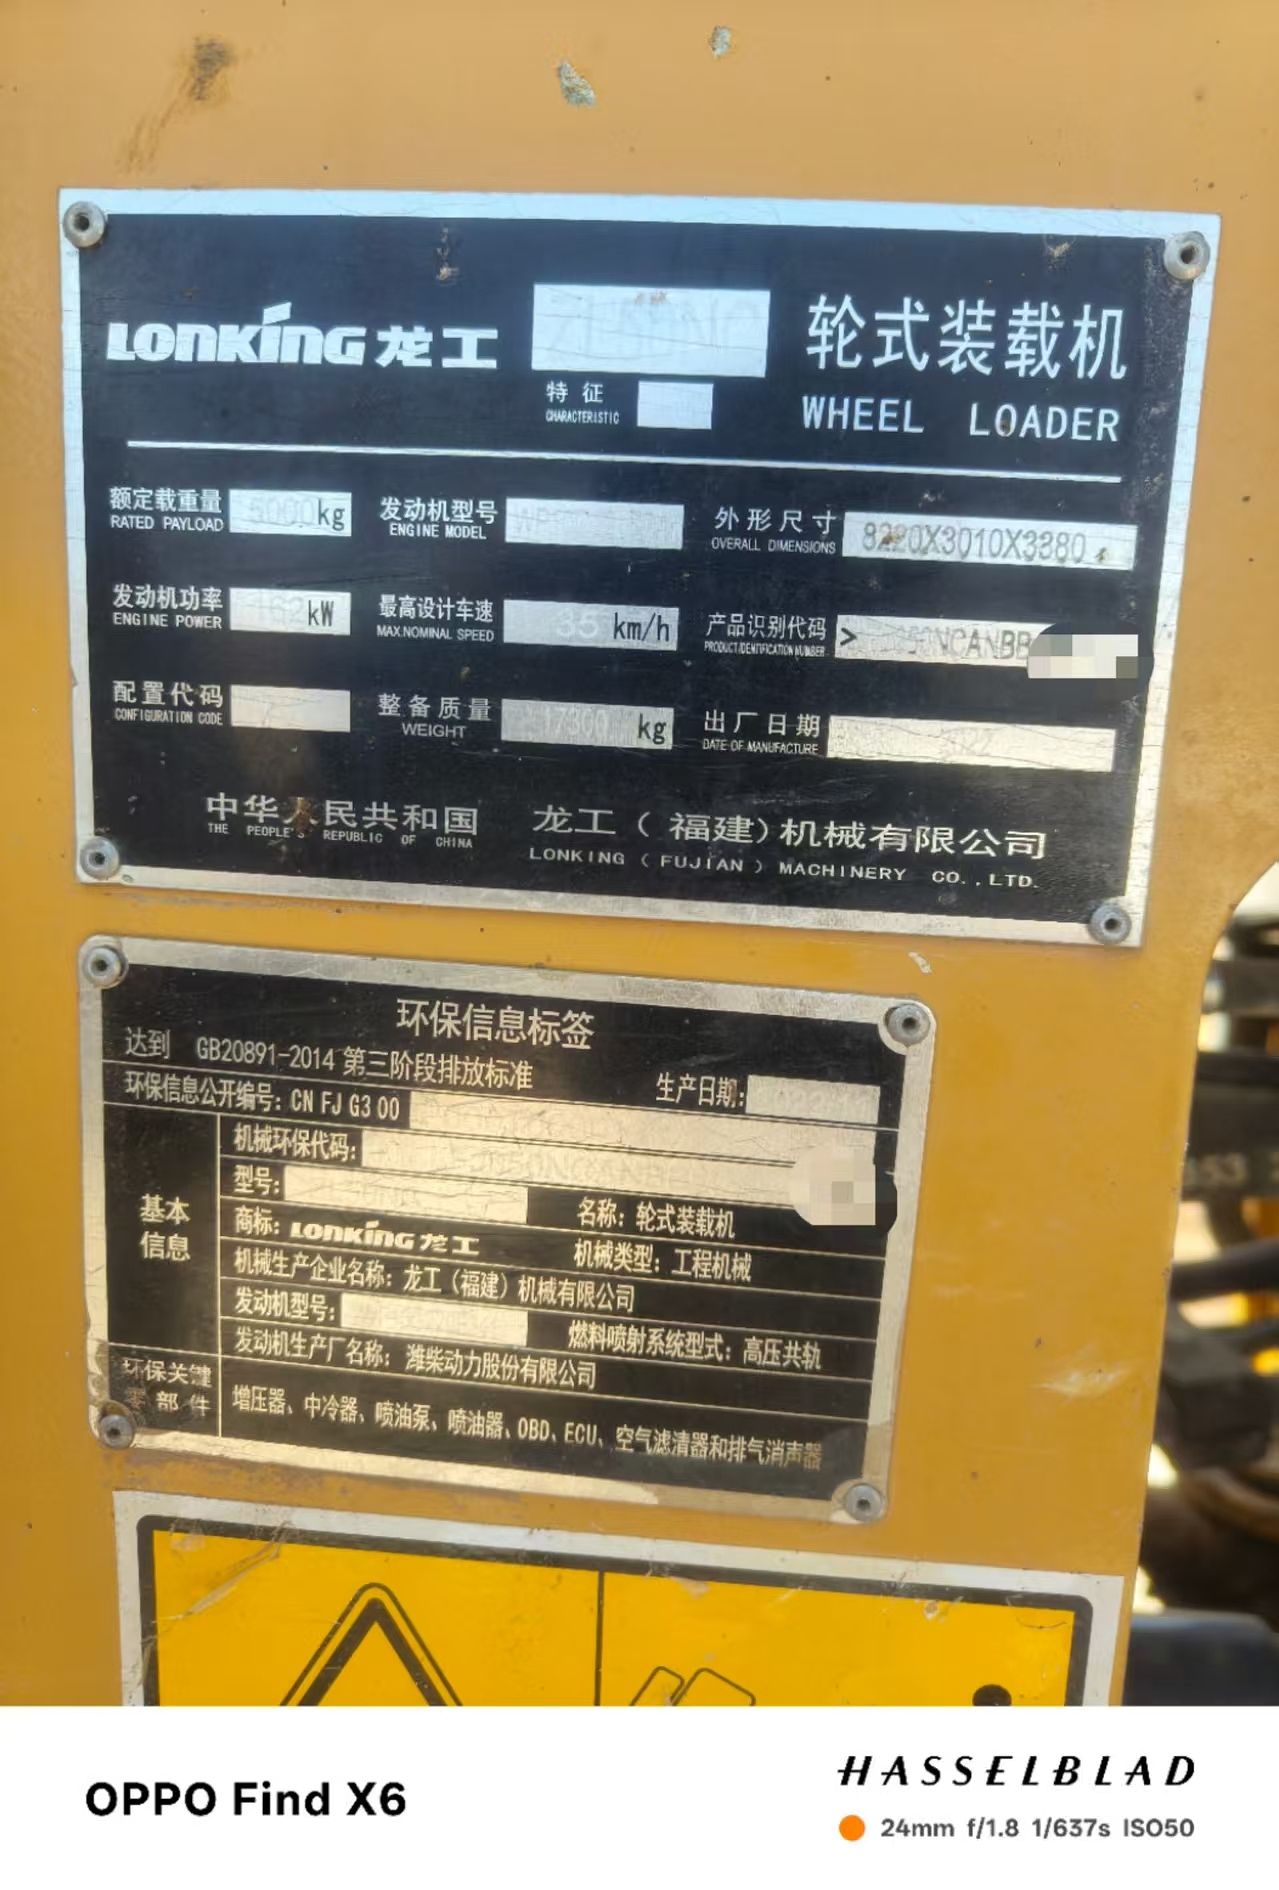 LONKING 龙工
轮式装载机
特征
CHARACTERISTIC
WHEEL LOADER
额定载重量 5000kg
RATED PAYLOAD
发动机型号
ENGINE MODEL
外形尺寸 8220X3010X3380
OVERALL DIMENSIONS
发动机功率 162kW
ENGINE POWER
最高设计车速 35 km/h
MAX.NOMINAL SPEED
产品识别代码 >
PRODUCT IDENTIFICATION NUMBER
配置代码
CONFIGURATION CODE
整备质量 kg
WEIGHT
出厂日期 2022
DATE OF MANUFACTURE
中华人民共和国
THE PEOPLE'S REPUBLIC OF CHINA
龙工(福建)机械有限公司
LONKING (FUJIAN) MACHINERY CO.,LTD.
环保信息标签
达到 GB20891-2014 第三阶段排放标准
生产日期:
环保信息公开编号: CN FJ G3 00
基本信息
机械环保代码:
型号:
名称: 轮式装载机
商标: LONKING 龙工
机械类型: 工程机械
机械生产企业名称: 龙工(福建)机械有限公司
发动机型号:
燃料喷射系统型式: 高压共轨
发动机生产厂名称: 潍柴动力股份有限公司
环保关键零部件
增压器、中冷器、喷油泵、喷油器、OBD、ECU、空气滤清器和排气消声器
OPPO Find X6
HASSELBLAD
24mm f/1.8 1/637s ISO50